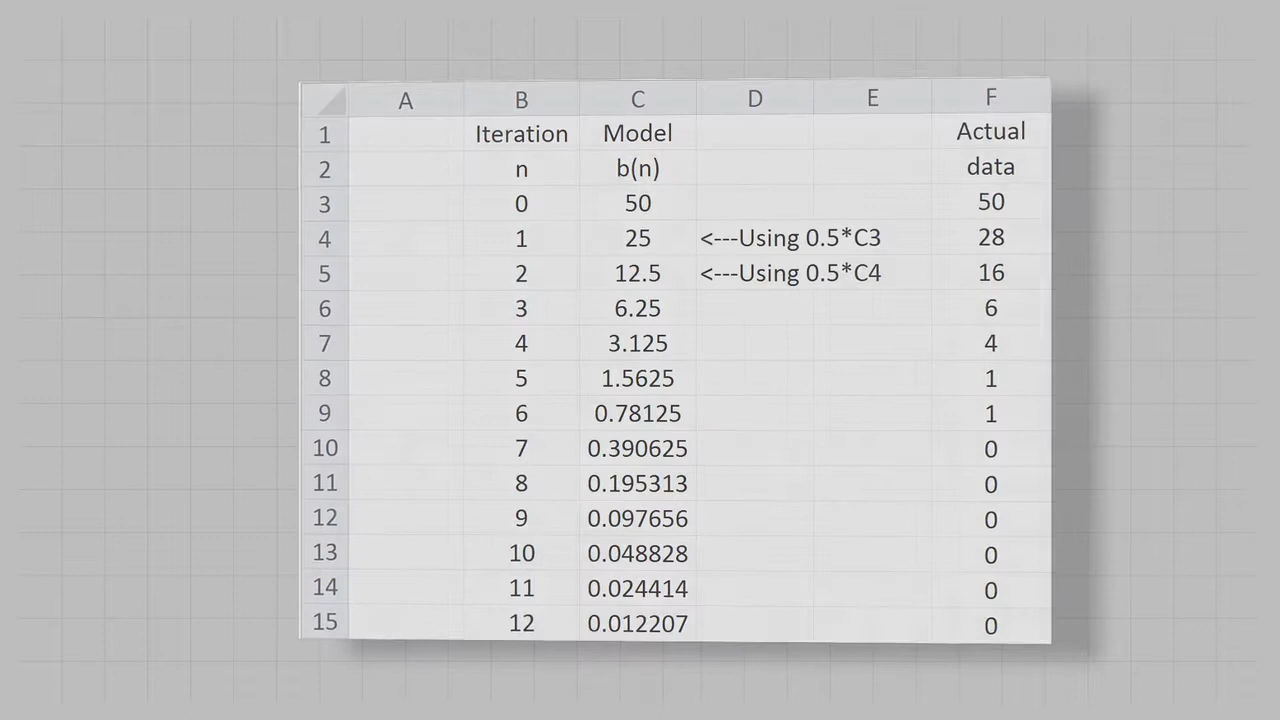 A B C D E F
1 Iteration Model Actual
2 n b(n) data
3 0 50 50
4 1 25 <---Using 0.5*C3 28
5 2 12.5 <---Using 0.5*C4 16
6 3 6.25 6
7 4 3.125 4
8 5 1.5625 1
9 6 0.78125 1
10 7 0.390625 0
11 8 0.195313 0
12 9 0.097656 0
13 10 0.048828 0
14 11 0.024414 0
15 12 0.012207 0